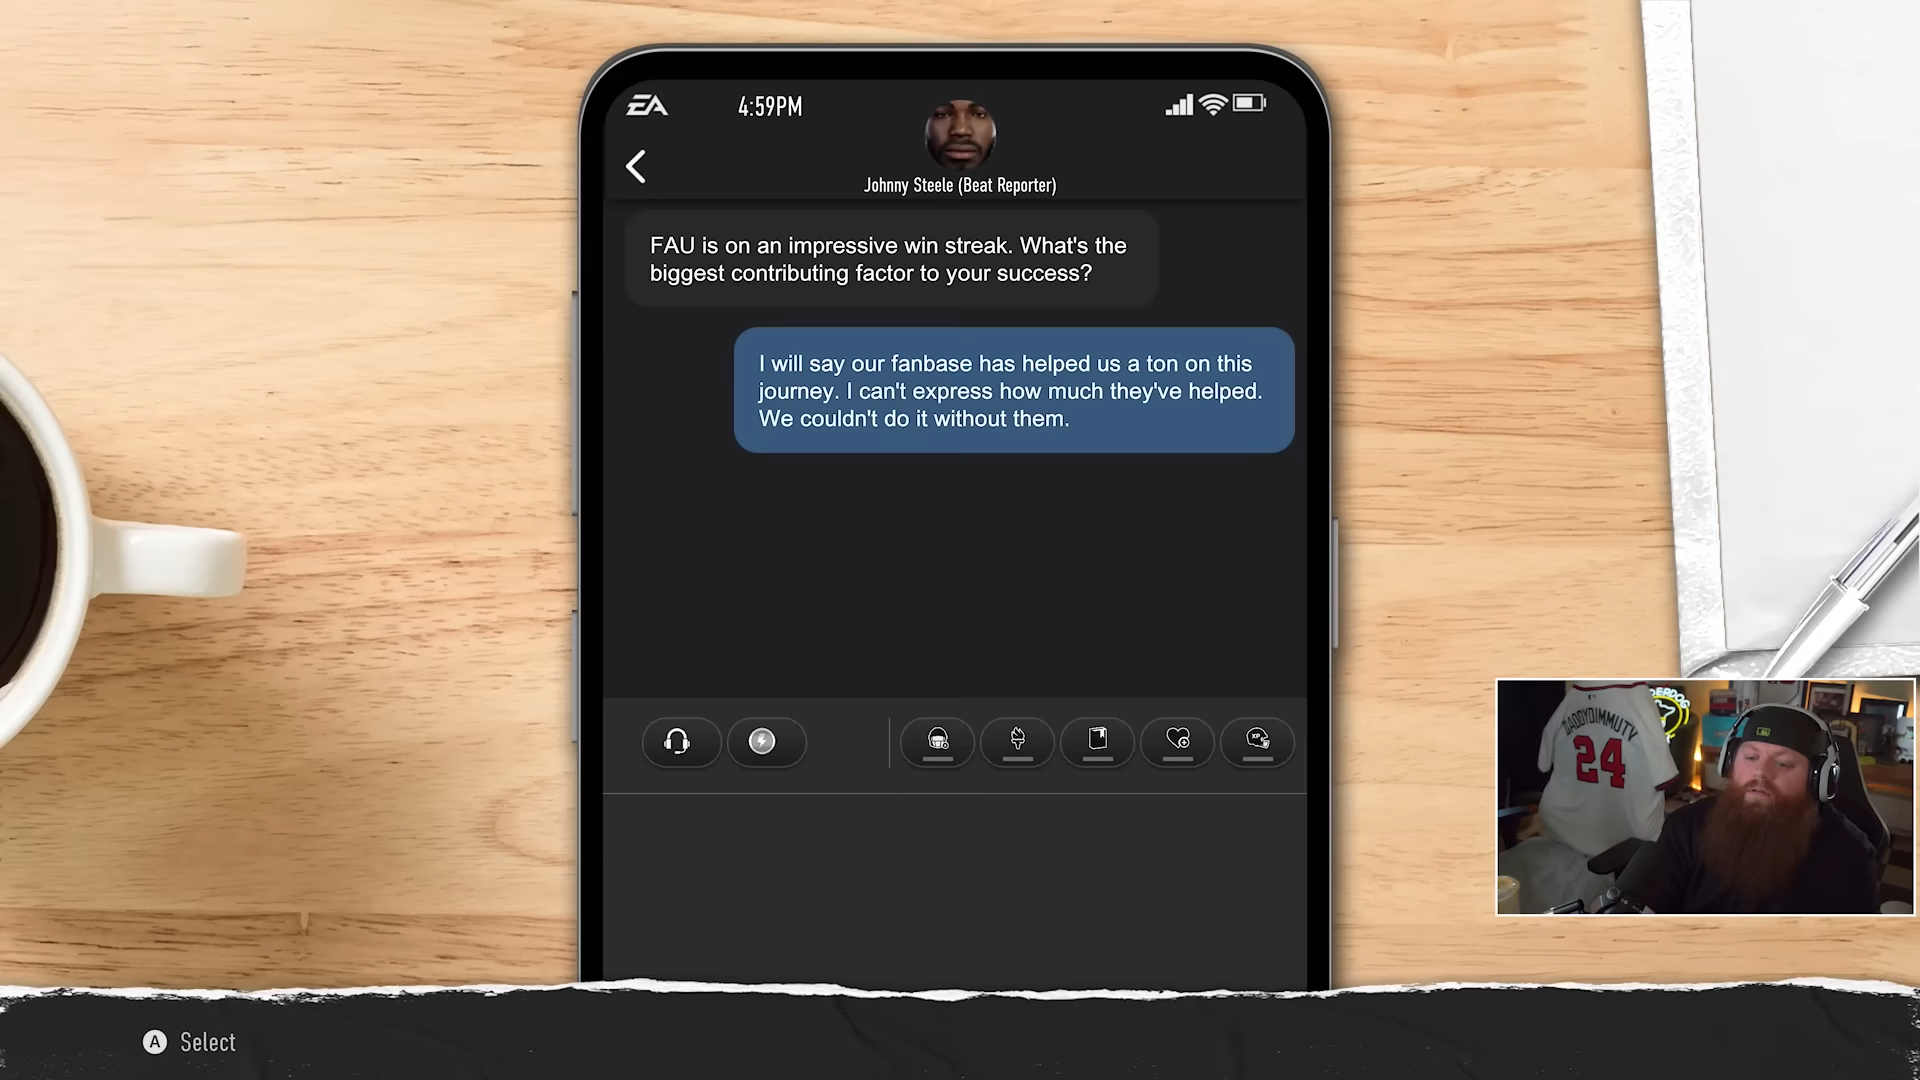 EA
4:59PM
Johnny Steele (Beat Reporter)
FAU is on an impressive win streak. What's the
biggest contributing factor to your success?
I will say our fanbase has helped us a ton on this
journey. I can't express how much they've helped.
We couldn't do it without them.
XP
DADDYDIMMUTY
24
A Select